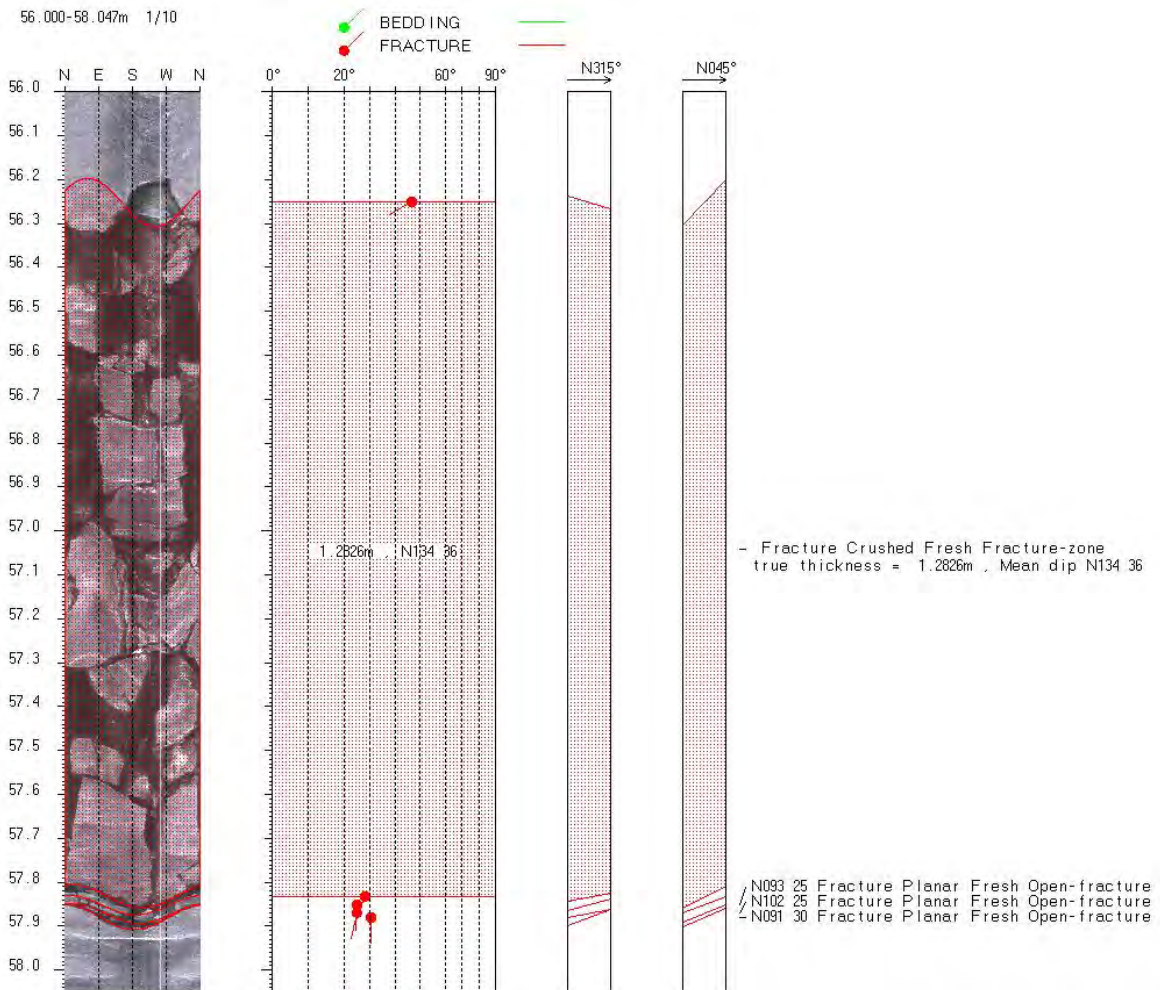 56.000-58.047m 1/10
BEDDING
FRACTURE
N E S W N
0° 20° 60° 90°
N315°
N045°
56.0
56.1
56.2
56.3
56.4
56.5
56.6
56.7
56.8
56.9
57.0
1.2826m , N134 36
- Fracture Crushed Fresh Fracture-zone
true thickness = 1.2826m , Mean dip N134 36
57.1
57.2
57.3
57.4
57.5
57.6
57.7
57.8
N093 25 Fracture Planar Fresh Open-fracture
N102 25 Fracture Planar Fresh Open-fracture
N091 30 Fracture Planar Fresh Open-fracture
57.9
58.0